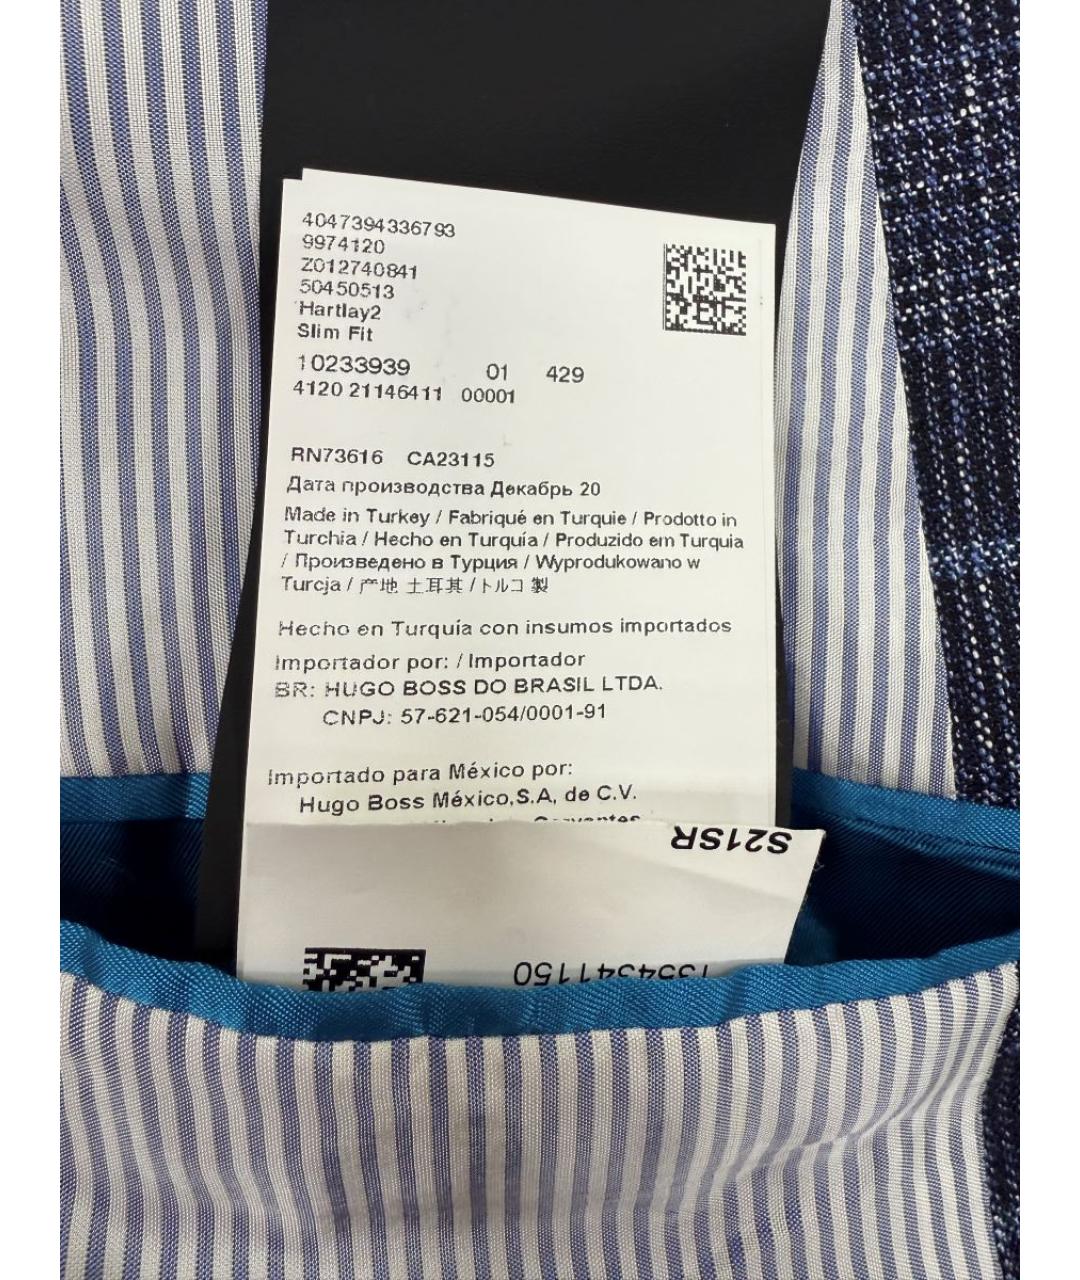 4047394336793
9974120
Z012740841
50450513
Hartlay2
Slim Fit
10233939 01 429
4120 21146411 00001
RN73616 CA23115
Дата производства Декабрь 20
Made in Turkey / Fabriqué en Turquie / Prodotto in
Turchia / Hecho en Turquía / Produzido em Turquia
/ Произведено в Турция / Wyprodukowano w
Turcja / 产地 土耳其 / トルコ 製
Hecho en Turquía con insumos importados
Importador por: / Importador
BR: HUGO BOSS DO BRASIL LTDA.
CNPJ: 57-621-054/0001-91
Importado para México por:
Hugo Boss México,S.A, de C.V.
S21SR